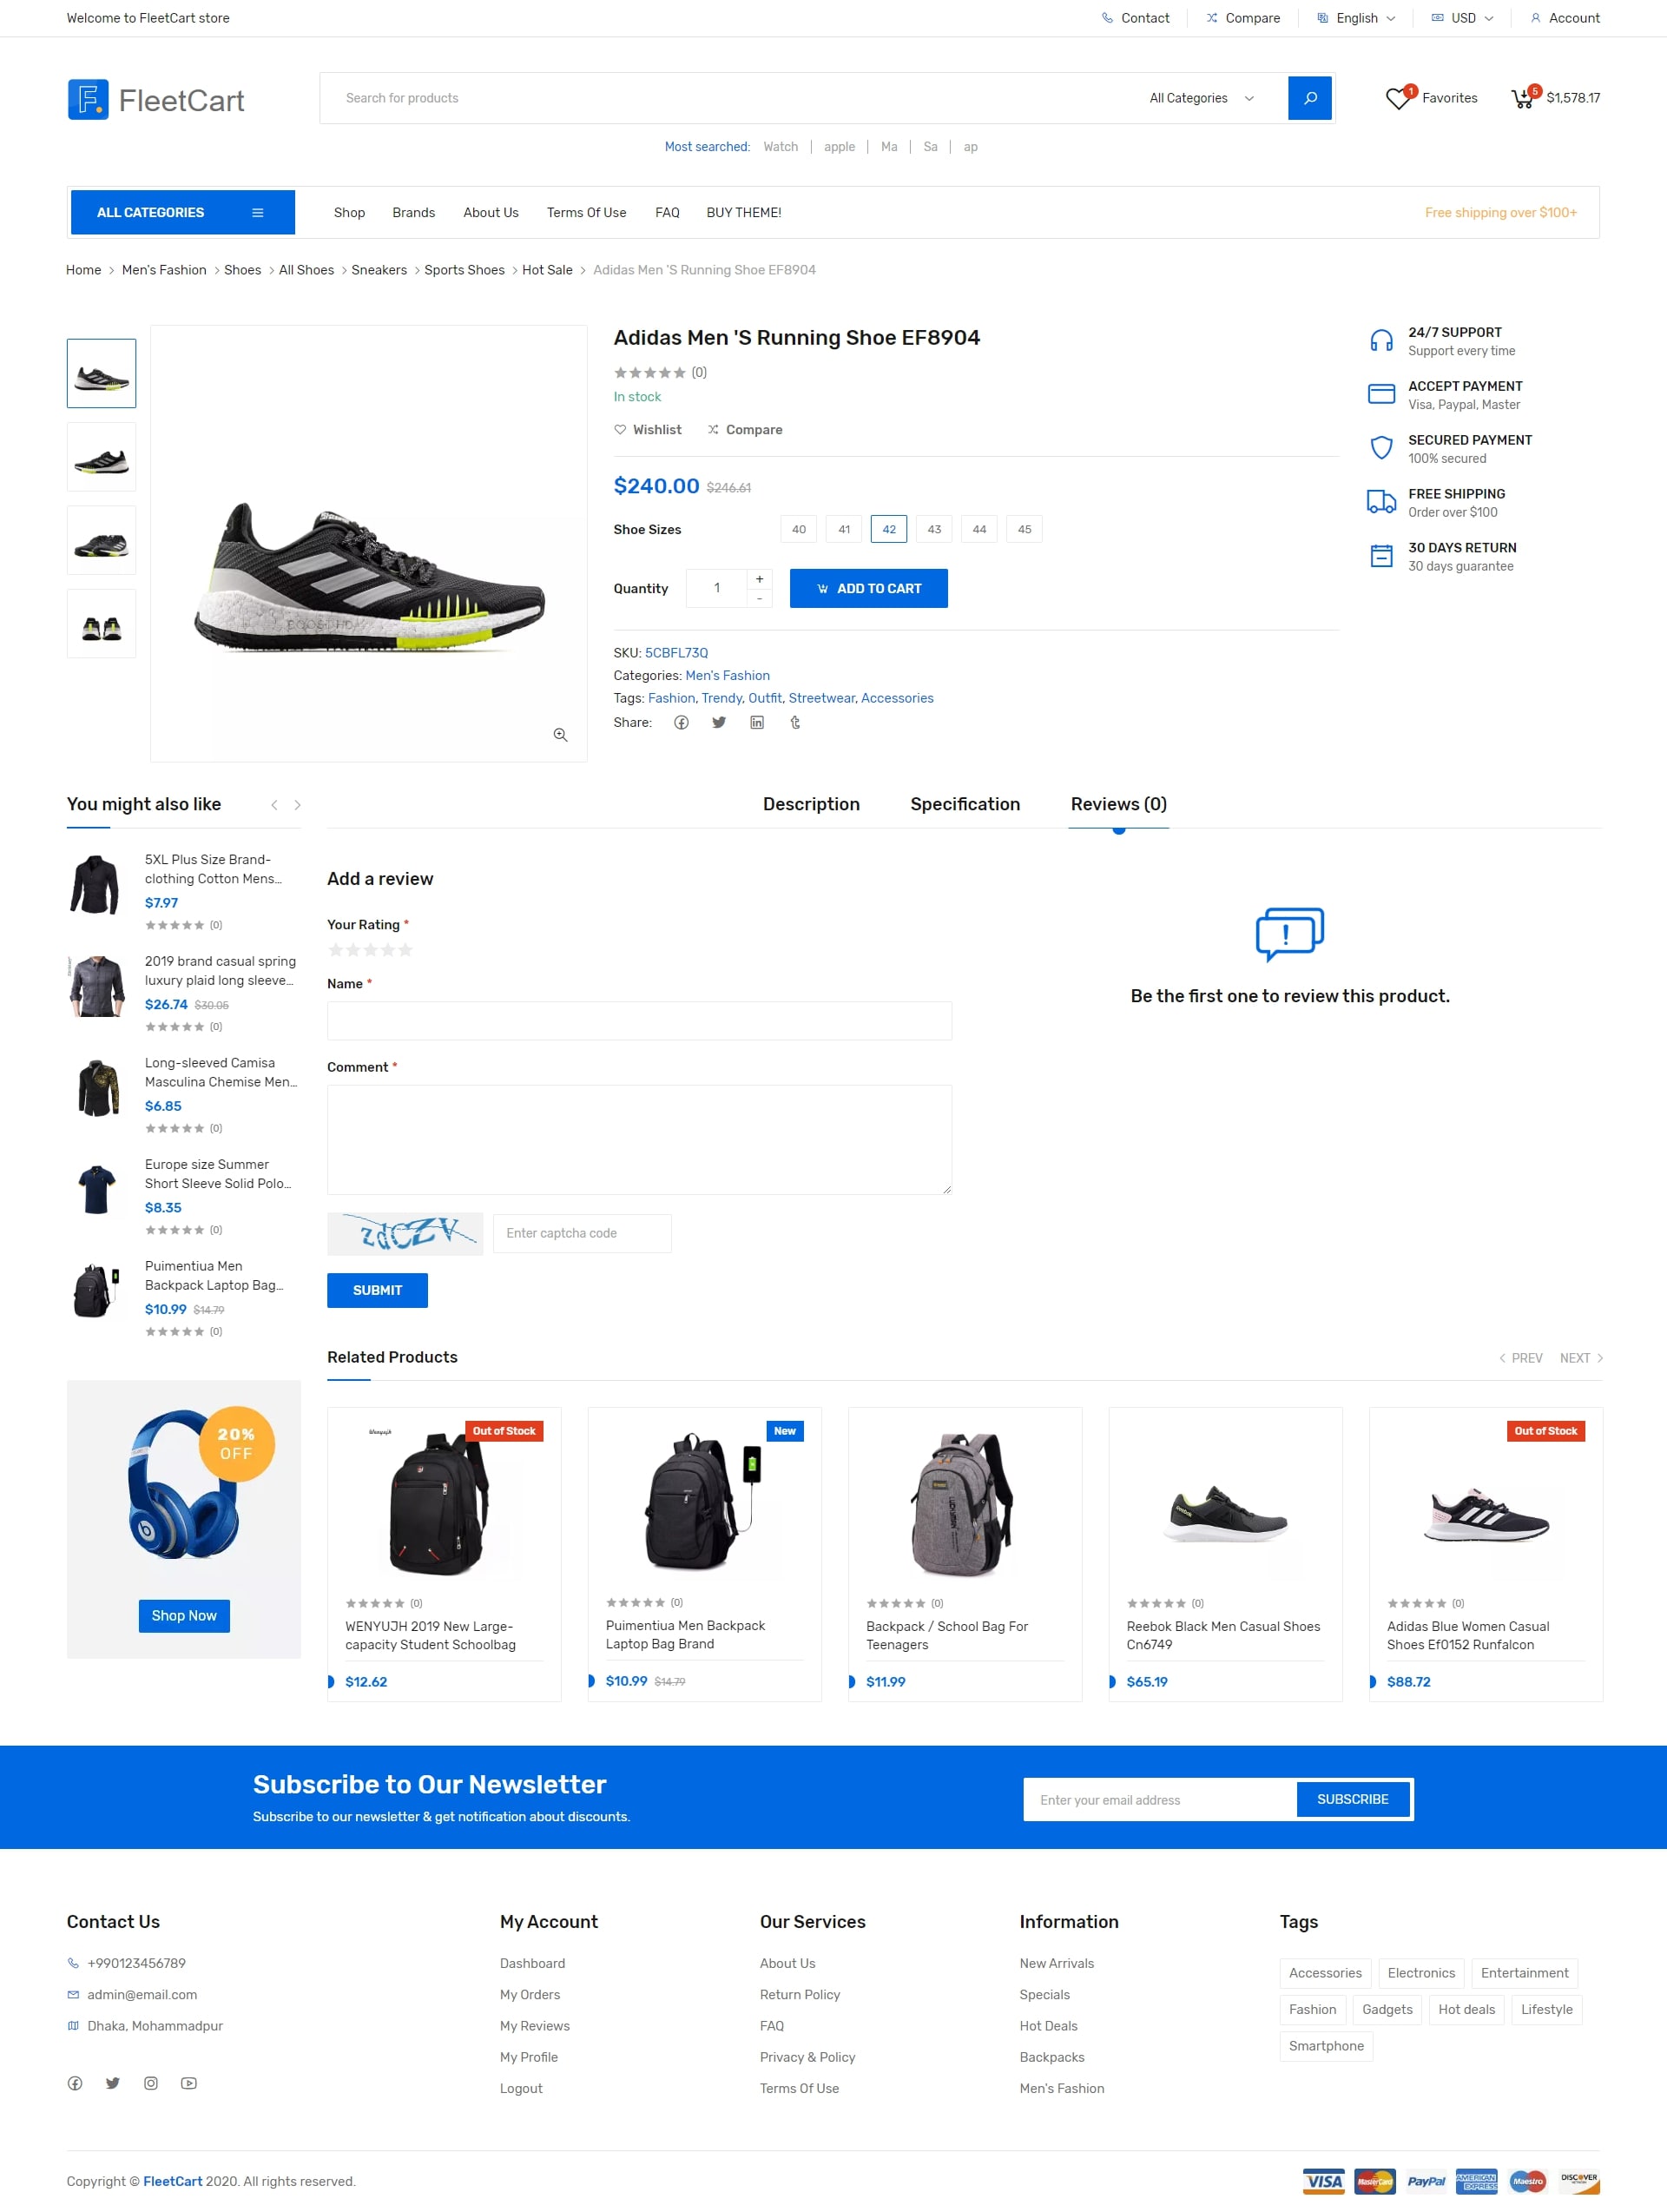 Welcome to FleetCart store
Contact
Compare
English
USD
Account
F.
FleetCart
Search for products
All Categories
1
Favorites
5
$1,578.17
Most searched: Watch | apple | Ma | Sa | ap
ALL CATEGORIES
Shop
Brands
About Us
Terms Of Use
FAQ
BUY THEME!
Free shipping over $100+
Home > Men's Fashion > Shoes > All Shoes > Sneakers > Sports Shoes > Hot Sale > Adidas Men 'S Running Shoe EF8904
Adidas Men 'S Running Shoe EF8904
(0)
In stock
Wishlist
Compare
$240.00 $246.61
Shoe Sizes
40
41
42
43
44
45
Quantity
1
+
-
ADD TO CART
SKU: 5CBFL73Q
Categories: Men's Fashion
Tags: Fashion, Trendy, Outfit, Streetwear, Accessories
Share:
24/7 SUPPORT
Support every time
ACCEPT PAYMENT
Visa, Paypal, Master
SECURED PAYMENT
100% secured
FREE SHIPPING
Order over $100
30 DAYS RETURN
30 days guarantee
You might also like
5XL Plus Size Brand-
clothing Cotton Mens...
$7.97
(0)
2019 brand casual spring
luxury plaid long sleeve...
$26.74 $30.05
(0)
Long-sleeved Camisa
Masculina Chemise Men...
$6.85
(0)
Europe size Summer
Short Sleeve Solid Polo...
$8.35
(0)
Puimentiua Men
Backpack Laptop Bag...
$10.99 $14.79
(0)
20%
OFF
Shop Now
Description
Specification
Reviews (0)
Add a review
Your Rating *
Name *
Comment *
zdCZV
Enter captcha code
SUBMIT
Be the first one to review this product.
Related Products
PREV
NEXT
Out of Stock
(0)
WENYUJH 2019 New Large-
capacity Student Schoolbag
$12.62
New
(0)
Puimentiua Men Backpack
Laptop Bag Brand
$10.99 $14.79
(0)
Backpack / School Bag For
Teenagers
$11.99
(0)
Reebok Black Men Casual Shoes
Cn6749
$65.19
Out of Stock
(0)
Adidas Blue Women Casual
Shoes Ef0152 Runfalcon
$88.72
Subscribe to Our Newsletter
Subscribe to our newsletter & get notification about discounts.
Enter your email address
SUBSCRIBE
Contact Us
+990123456789
admin@email.com
Dhaka, Mohammadpur
My Account
Dashboard
My Orders
My Reviews
My Profile
Logout
Our Services
About Us
Return Policy
FAQ
Privacy & Policy
Terms Of Use
Information
New Arrivals
Specials
Hot Deals
Backpacks
Men's Fashion
Tags
Accessories
Electronics
Entertainment
Fashion
Gadgets
Hot deals
Lifestyle
Smartphone
Copyright © FleetCart 2020. All rights reserved.
VISA
MasterCard
PayPal
AMERICAN EXPRESS
Maestro
DISCOVER